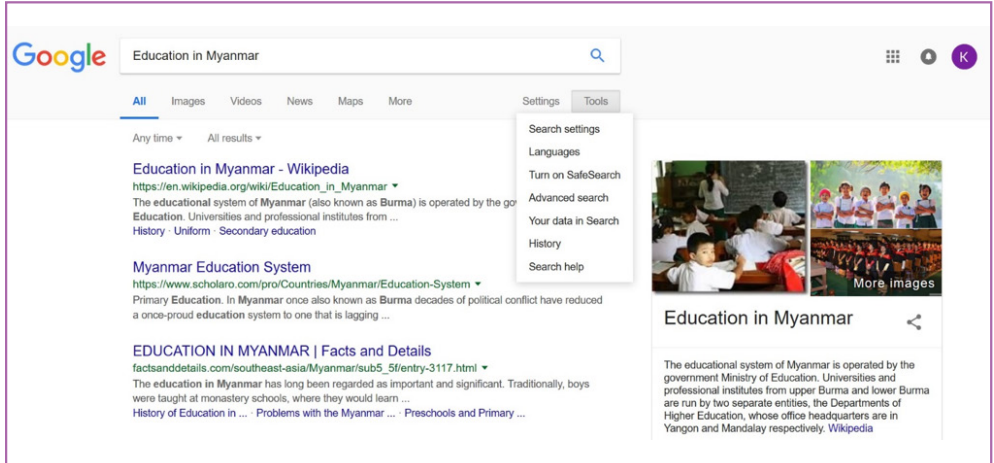 Google
Education in Myanmar
K
All Images Videos News Maps More Settings Tools
Any time All results
Search settings
Languages
Turn on SafeSearch
Advanced search
Your data in Search
History
Search help
Education in Myanmar - Wikipedia
https://en.wikipedia.org/wiki/Education_in_Myanmar
The educational system of Myanmar (also known as Burma) is operated by the
Education. Universities and professional institutes from ...
History · Uniform · Secondary education
Myanmar Education System
https://www.scholaro.com/pro/Countries/Myanmar/Education-System
Primary Education. In Myanmar once also known as Burma decades of political conflict have reduced
a once-proud education system to one that is lagging ...
EDUCATION IN MYANMAR | Facts and Details
factsanddetails.com/southeast-asia/Myanmar/sub5_5f/entry-3117.html
The education in Myanmar has long been regarded as important and significant. Traditionally, boys
were taught at monastery schools, where they would learn ...
History of Education in ... · Problems with the Myanmar ... · Preschools and Primary ...
More images
Education in Myanmar
The educational system of Myanmar is operated by the
government Ministry of Education. Universities and
professional institutes from upper Burma and lower Burma
are run by two separate entities, the Departments of
Higher Education, whose office headquarters are in
Yangon and Mandalay respectively. Wikipedia